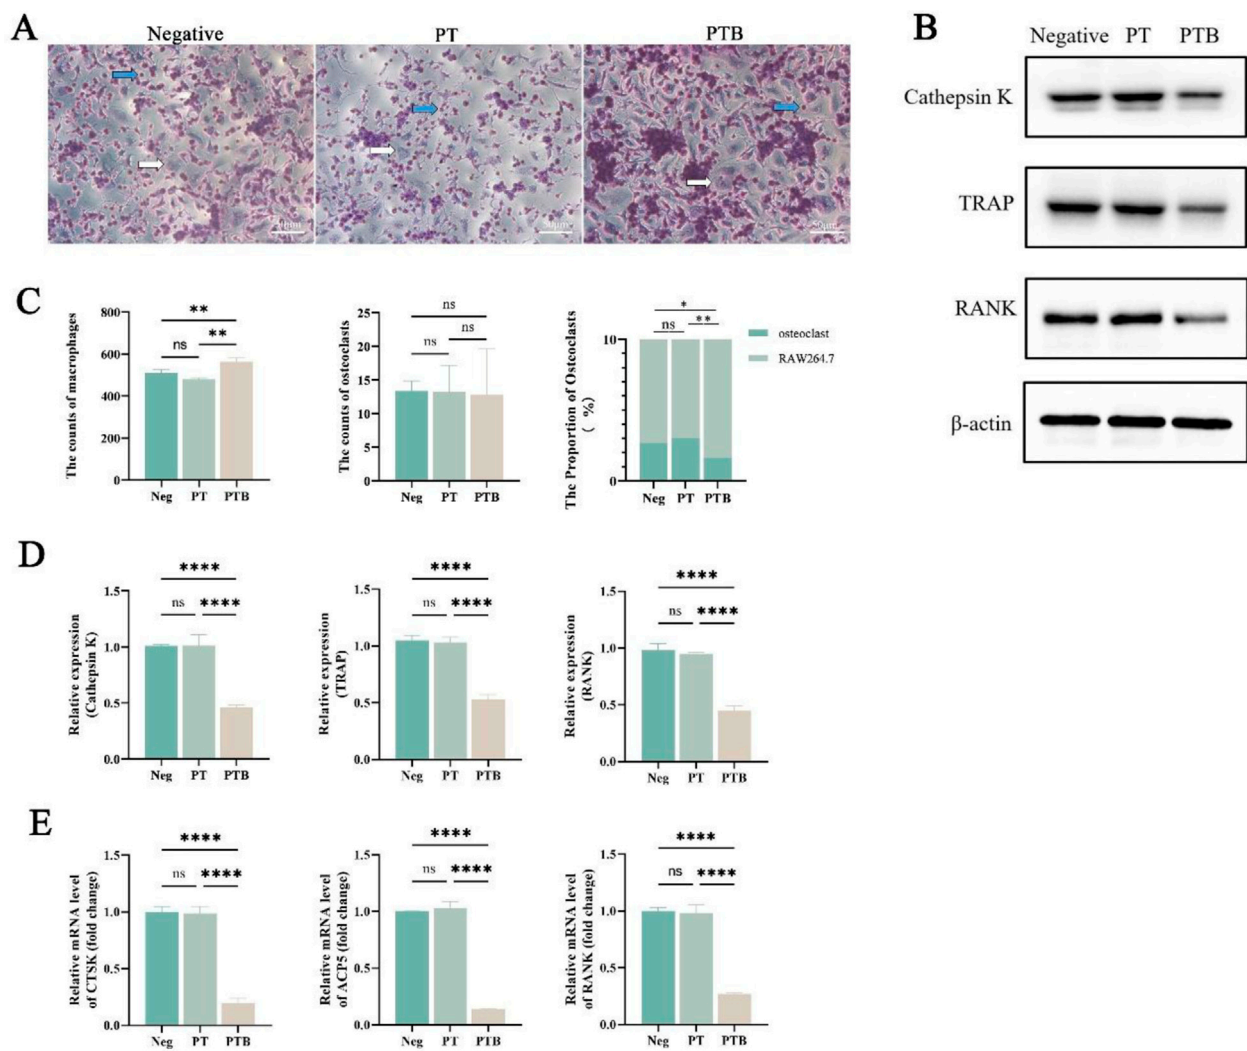 A
Negative
PT
PTB
50μm
50μm
50μm
B
Negative PT PTB
Cathepsin K
TRAP
RANK
β-actin
C
The counts of macrophages
800
600
400
200
0
**
**
ns
Neg PT PTB
The counts of osteoclasts
25
20
15
10
5
0
ns
ns
ns
Neg PT PTB
The Proportion of Osteoclasts
( %)
10
5
0
*
ns
**
Neg PT PTB
osteoclast
RAW264.7
D
Relative expression
(Cathepsin K)
1.5
1.0
0.5
0.0
****
ns ****
Neg PT PTB
Relative expression
(TRAP)
1.5
1.0
0.5
0.0
****
ns ****
Neg PT PTB
Relative expression
(RANK)
1.5
1.0
0.5
0.0
****
ns ****
Neg PT PTB
E
Relative mRNA level
of CTSK (fold change)
1.5
1.0
0.5
0.0
****
ns ****
Neg PT PTB
Relative mRNA level
of ACP5 (fold change)
1.5
1.0
0.5
0.0
****
ns ****
Neg PT PTB
Relative mRNA level
of RANK (fold change)
1.5
1.0
0.5
0.0
****
ns ****
Neg PT PTB